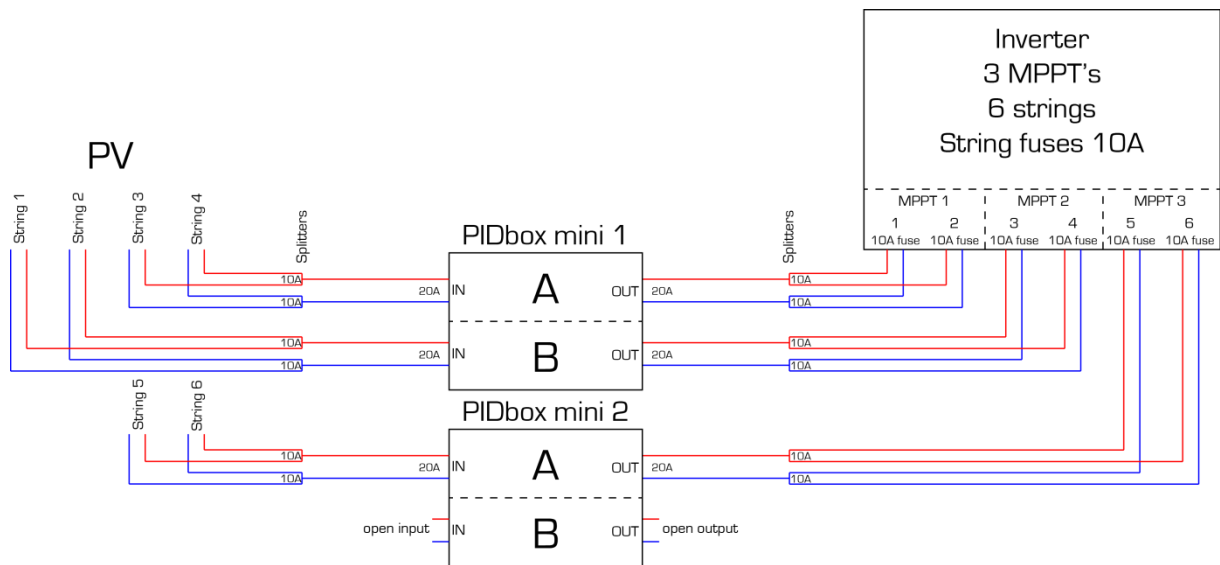 Inverter
3 MPPT's
6 strings
String fuses 10A
MPPT 1 MPPT 2 MPPT 3
1 2 3 4 5 6
10A fuse 10A fuse 10A fuse 10A fuse 10A fuse 10A fuse
PV
String 1
String 2
String 3
String 4
Splitters
Splitters
PIDbox mini 1
10A
10A
20A
IN
A
OUT
20A
10A
10A
10A
10A
20A
IN
B
OUT
20A
10A
10A
String 5
String 6
PIDbox mini 2
10A
10A
20A
IN
A
OUT
20A
10A
10A
open input
IN
B
OUT
open output